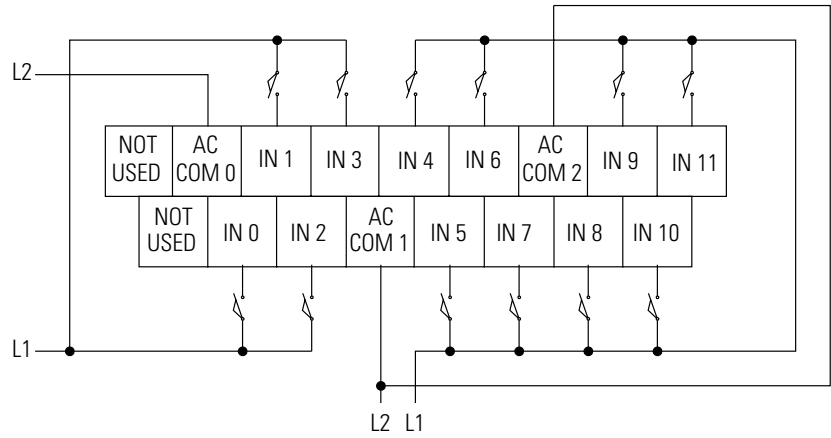 L2
NOT USED
AC COM 0
IN 1
IN 3
IN 4
IN 6
AC COM 2
IN 9
IN 11
NOT USED
IN 0
IN 2
AC COM 1
IN 5
IN 7
IN 8
IN 10
L1
L2 L1